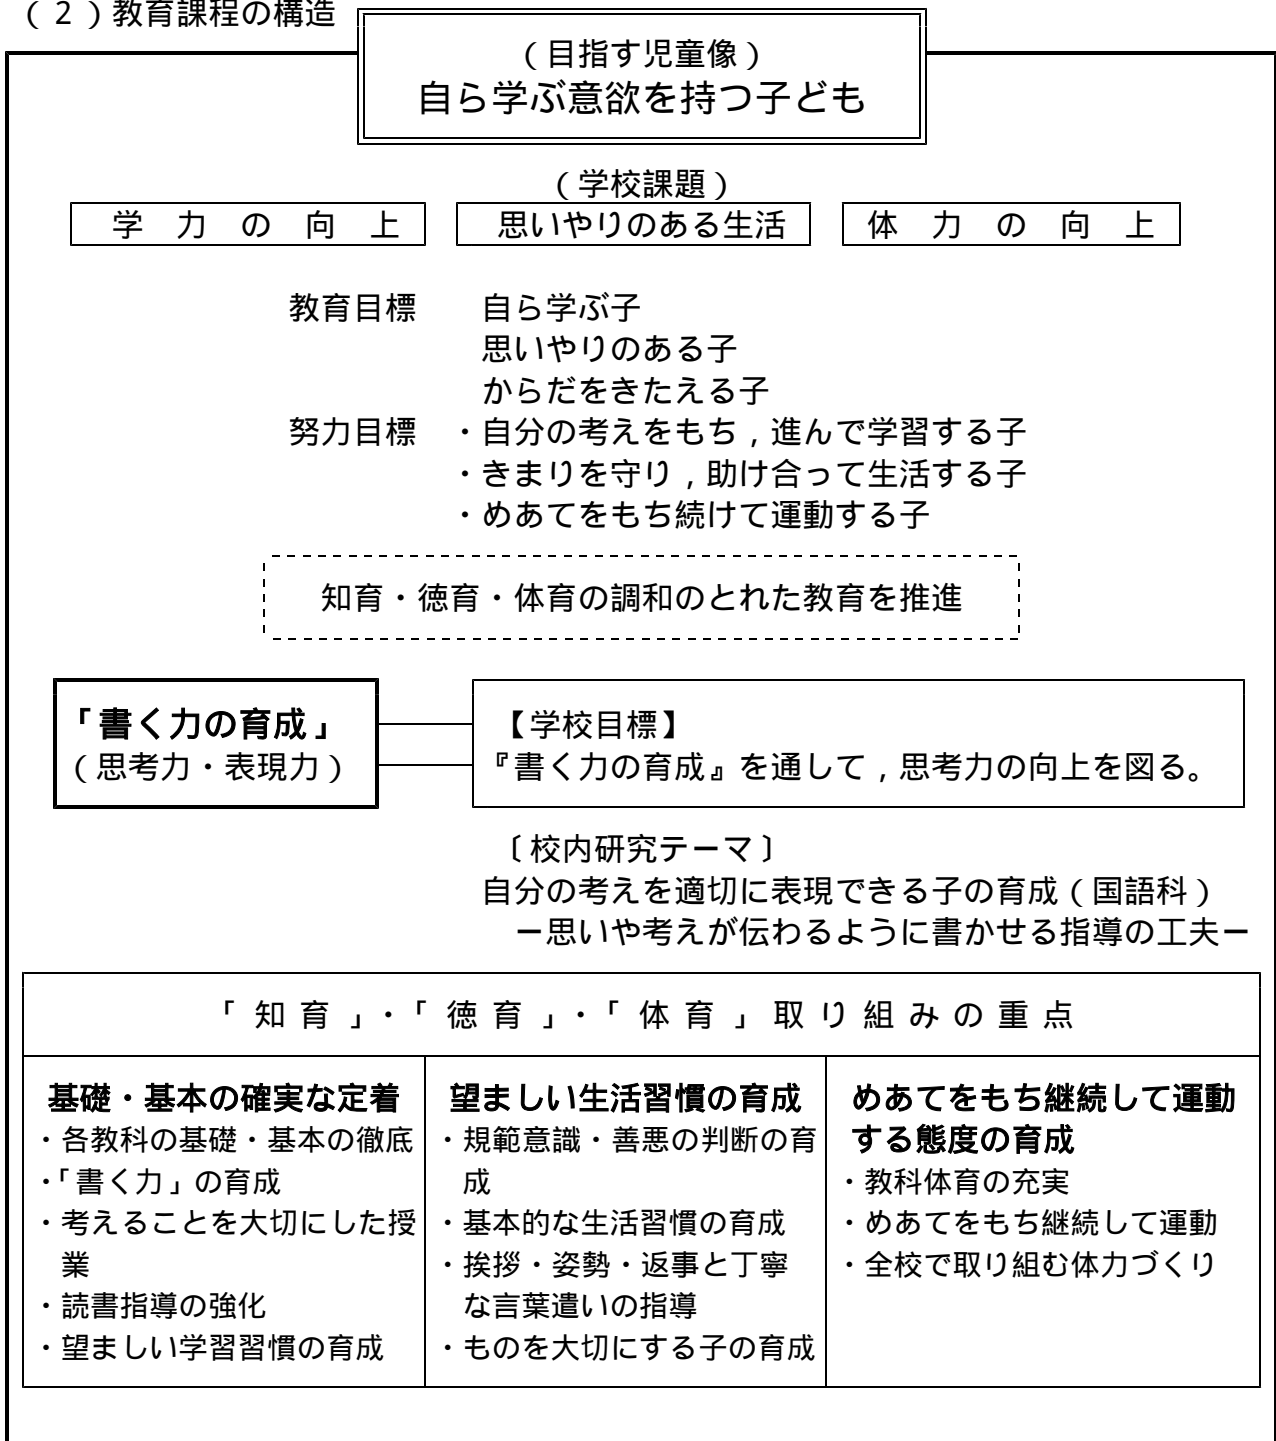 （２）教育課程の構造
（目指す児童像）
自ら学ぶ意欲を持つ子ども
（学校課題）
学力の向上　思いやりのある生活　体力の向上
教育目標　自ら学ぶ子
思いやりのある子
からだをきたえる子
努力目標　・自分の考えをもち，進んで学習する子
・きまりを守り，助け合って生活する子
・めあてをもち続けて運動する子
知育・徳育・体育の調和のとれた教育を推進
「書く力の育成」
（思考力・表現力）
【学校目標】
『書く力の育成』を通して，思考力の向上を図る。
〔校内研究テーマ〕
自分の考えを適切に表現できる子の育成（国語科）
ー思いや考えが伝わるように書かせる指導の工夫ー
「知育」・「徳育」・「体育」取り組みの重点
基礎・基本の確実な定着
・各教科の基礎・基本の徹底
・「書く力」の育成
・考えることを大切にした授
業
・読書指導の強化
・望ましい学習習慣の育成
望ましい生活習慣の育成
・規範意識・善悪の判断の育
成
・基本的な生活習慣の育成
・挨拶・姿勢・返事と丁寧
な言葉遣いの指導
・ものを大切にする子の育成
めあてをもち継続して運動
する態度の育成
・教科体育の充実
・めあてをもち継続して運動
・全校で取り組む体力づくり